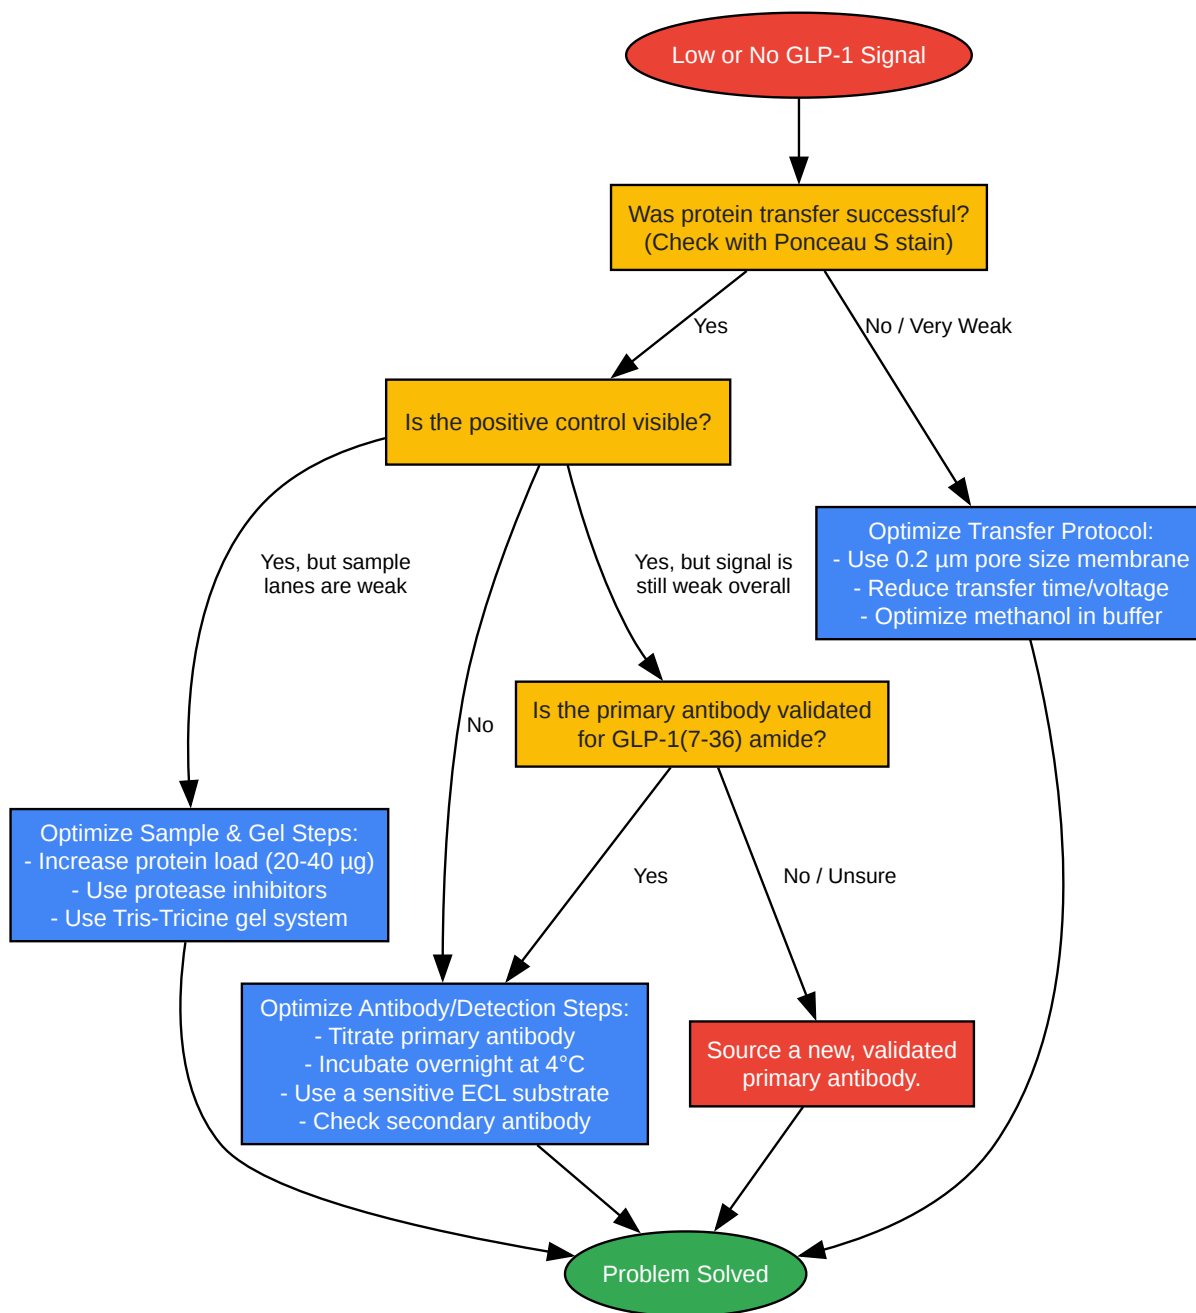 Low or No GLP-1 Signal
Was protein transfer successful?
(Check with Ponceau S stain)
Yes
No / Very Weak
Is the positive control visible?
Yes, but sample
lanes are weak
Yes, but signal is
still weak overall
Optimize Transfer Protocol:
- Use 0.2 µm pore size membrane
- Reduce transfer time/voltage
- Optimize methanol in buffer
No
Is the primary antibody validated
for GLP-1(7-36) amide?
Optimize Sample & Gel Steps:
- Increase protein load (20-40 µg)
- Use protease inhibitors
- Use Tris-Tricine gel system
Yes
No / Unsure
Optimize Antibody/Detection Steps:
- Titrate primary antibody
- Incubate overnight at 4°C
- Use a sensitive ECL substrate
- Check secondary antibody
Source a new, validated
primary antibody.
Problem Solved